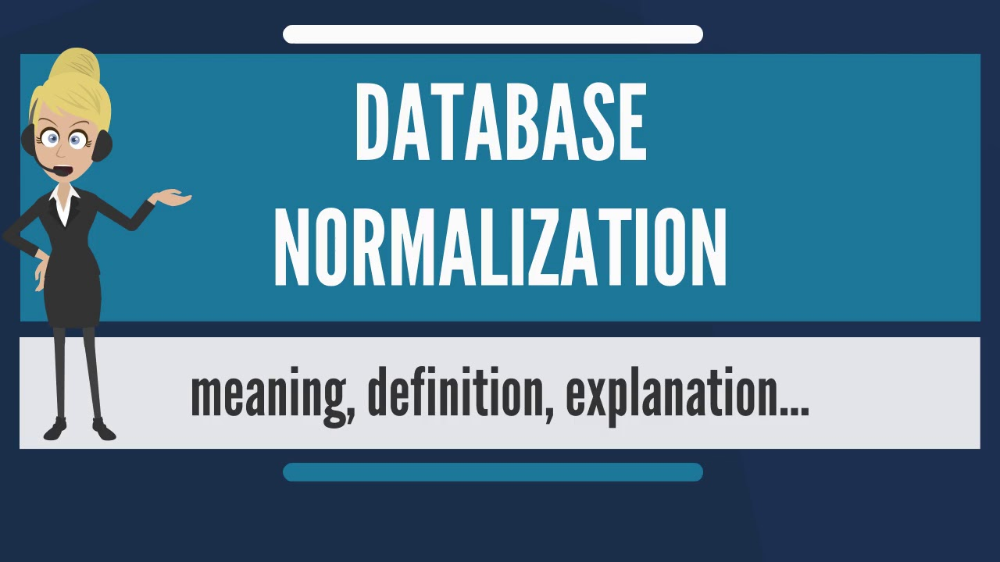 DATABASE
NORMALIZATION
meaning, definition, explanation...